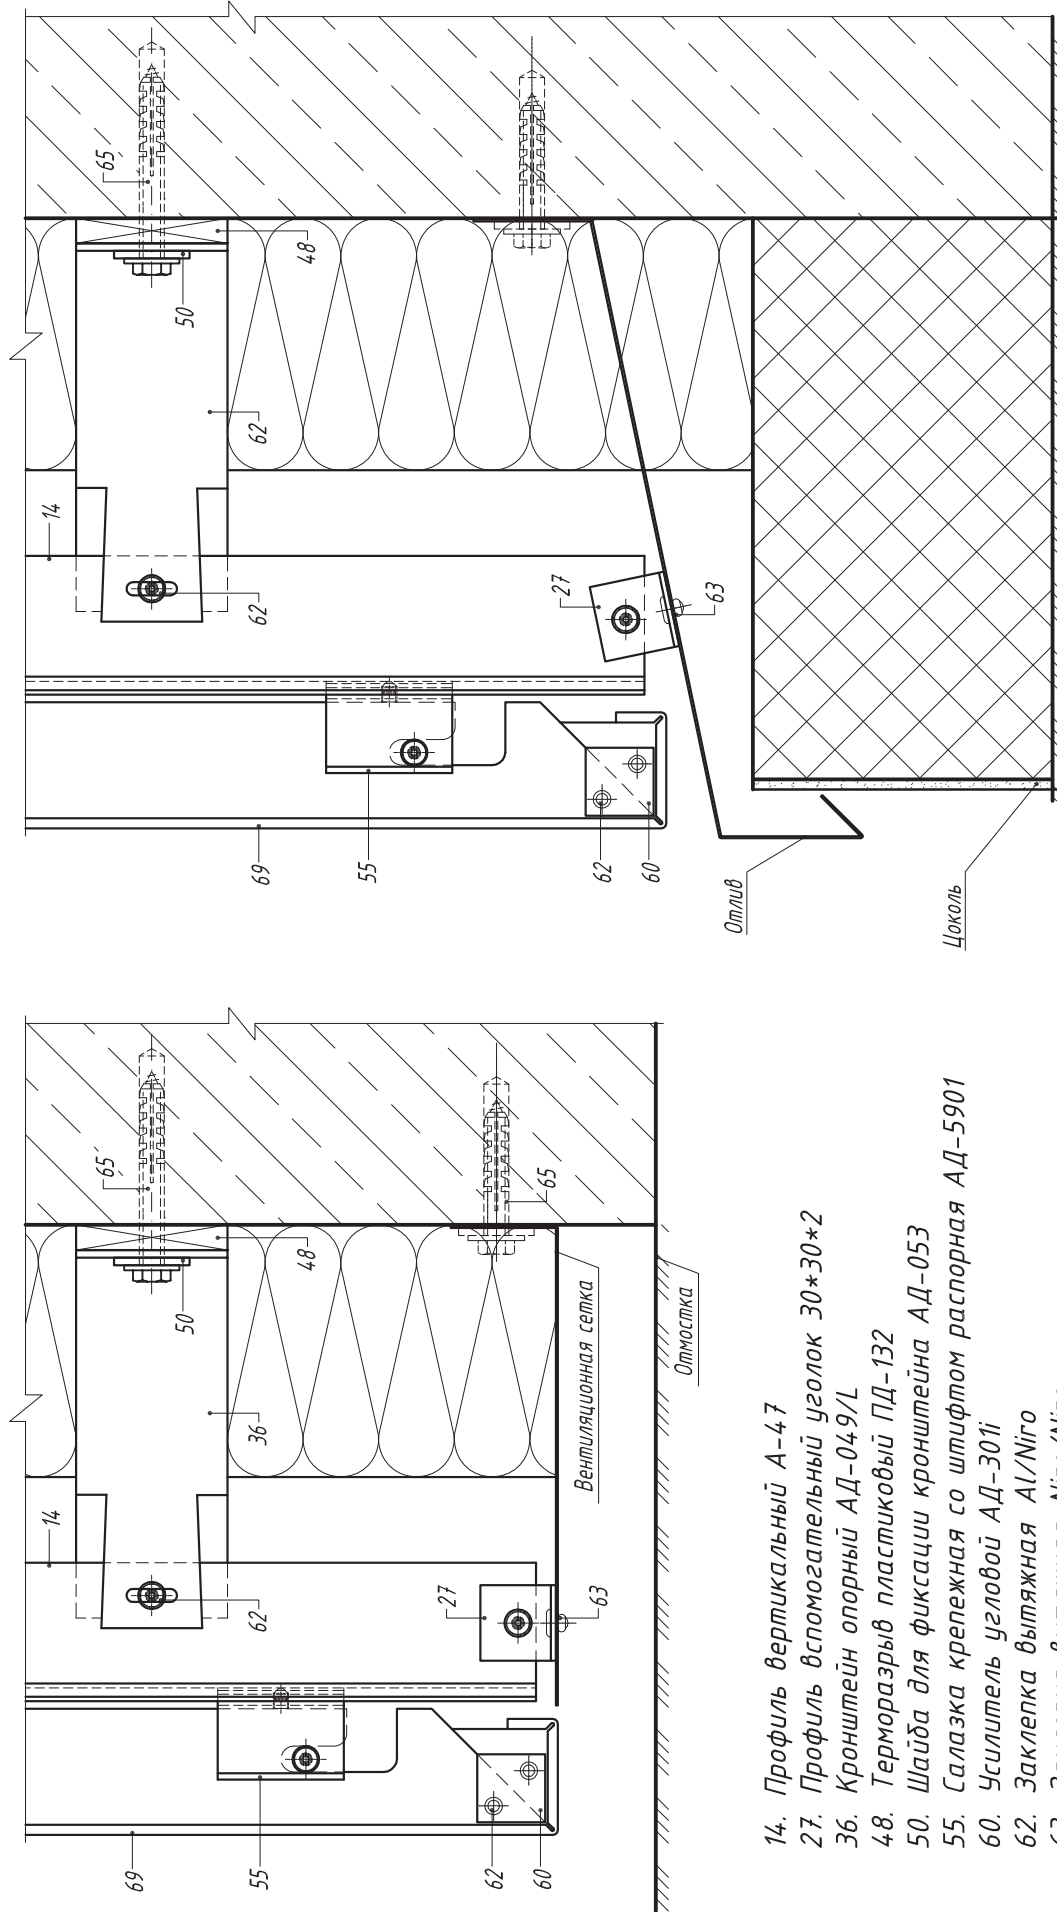 14
65
69
50
62
36
55
48
27
62
60
65
63
Вентиляционная сетка
Отмостка
14
65
50
62
62
69
48
55
27
62
60
63
Отлив
Цоколь
14. Профиль вертикальный А-47
27. Профиль вспомогательный уголок 30*30*2
36. Кронштейн опорный АД-049/L
48. Терморазрыв пластиковый ПД-132
50. Шайба для фиксации кронштейна АД-053
55. Салазка крепежная со штифтом распорная АД-5901
60. Усилитель угловой АД-301i
62. Заклепка вытяжная Al/Niro